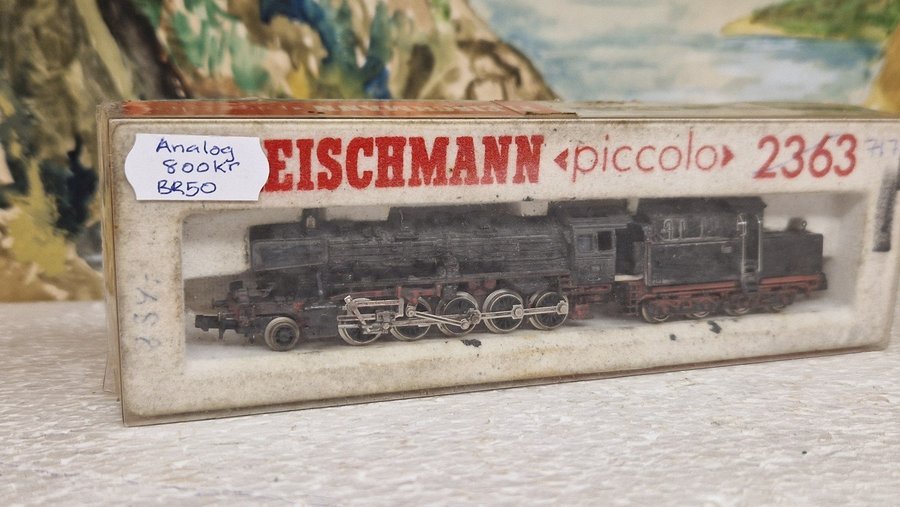 Analog
800kr
BR50
EISCHMANN ‹piccolo› 2363